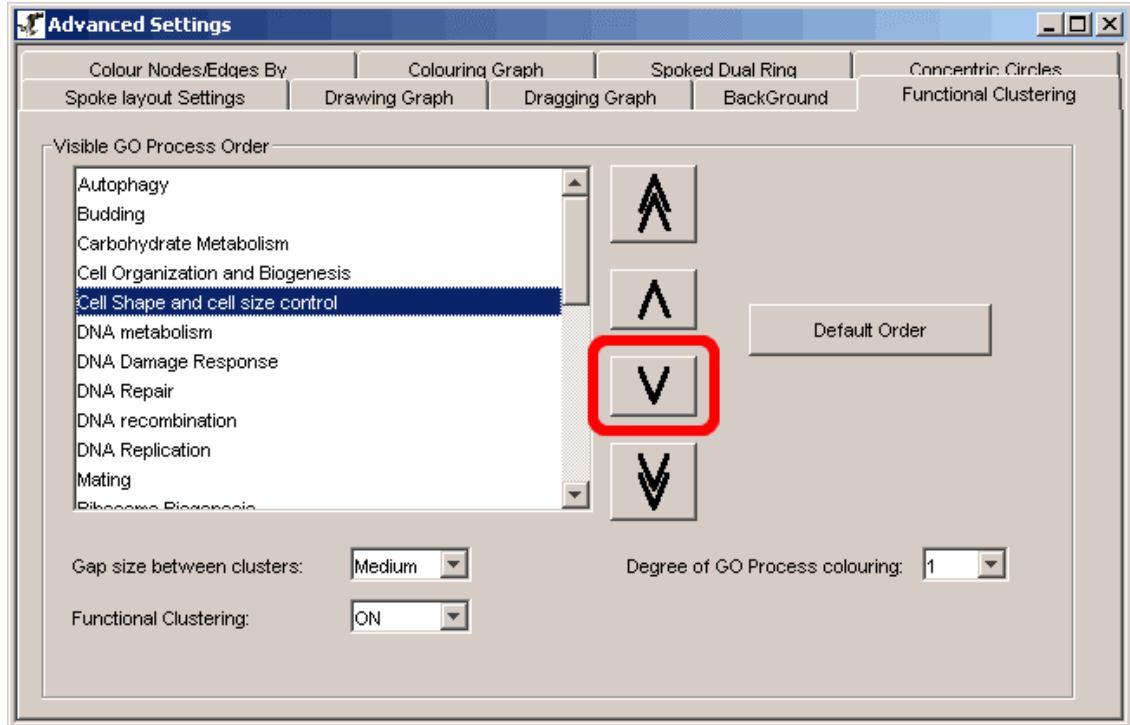 Advanced Settings
Colour Nodes/Edges By
Colouring Graph
Spoked Dual Ring
Concentric Circles
Spoke layout Settings
Drawing Graph
Dragging Graph
BackGround
Functional Clustering
Visible GO Process Order
Autophagy
Budding
Carbohydrate Metabolism
Cell Organization and Biogenesis
Cell Shape and cell size control
DNA metabolism
DNA Damage Response
DNA Repair
DNA recombination
DNA Replication
Mating
Ribosome Biogenesis
Default Order
Gap size between clusters:
Medium
Degree of GO Process colouring:
1
Functional Clustering:
ON